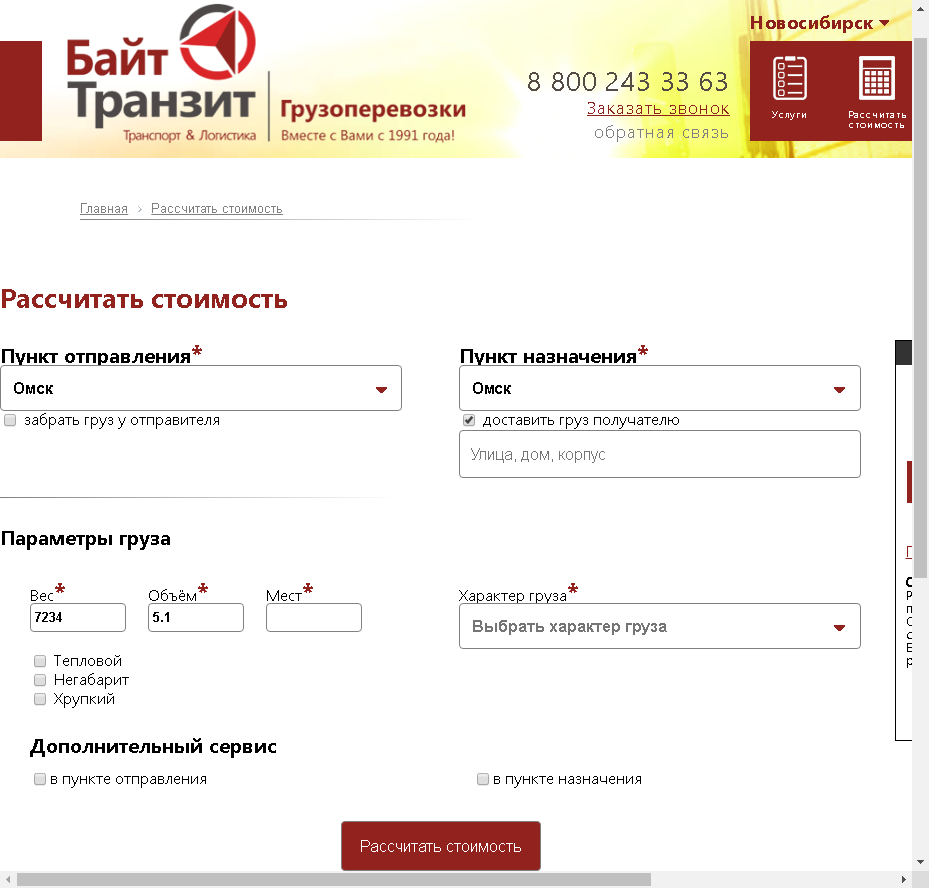 Новосибирск
Байт
Транзит
Транспорт & Логистика
Грузоперевозки
Вместе с Вами с 1991 года!
8 800 243 33 63
Заказать звонок
обратная связь
Услуги
Рассчитать
стоимость
Главная › Рассчитать стоимость
Рассчитать стоимость
Пункт отправления*
Пункт назначения*
Омск
Омск
забрать груз у отправителя
доставить груз получателю
Улица, дом, корпус
Параметры груза
Вес*
Объём*
Мест*
Характер груза*
7234
5.1
Выбрать характер груза
Тепловой
Негабарит
Хрупкий
Дополнительный сервис
в пункте отправления
в пункте назначения
Рассчитать стоимость